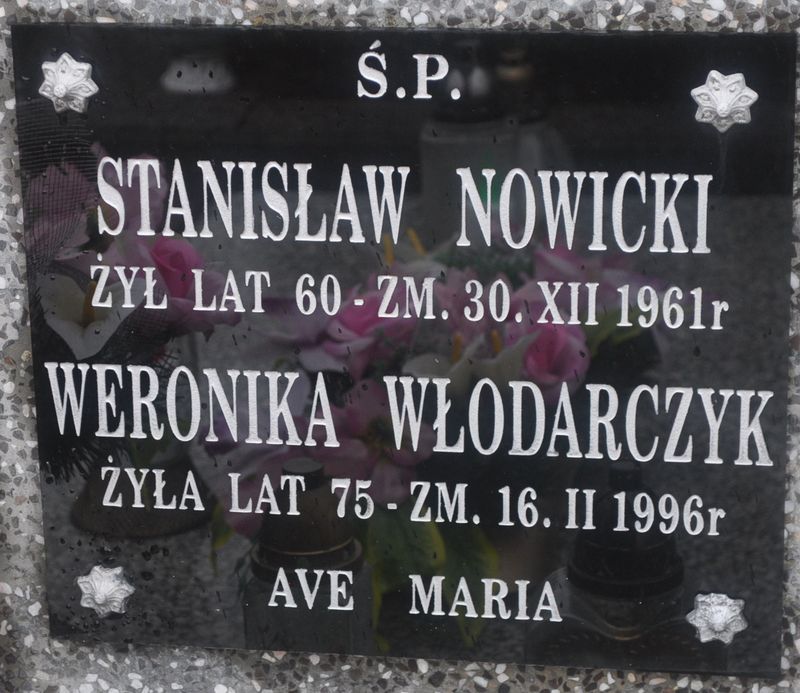 Ś.P.
STANISŁAW NOWICKI
ŻYŁ LAT 60 - ZM. 30. XII 1961r
WERONIKA WŁODARCZYK
ŻYŁA LAT 75 - ZM. 16. II 1996r
AVE MARIA